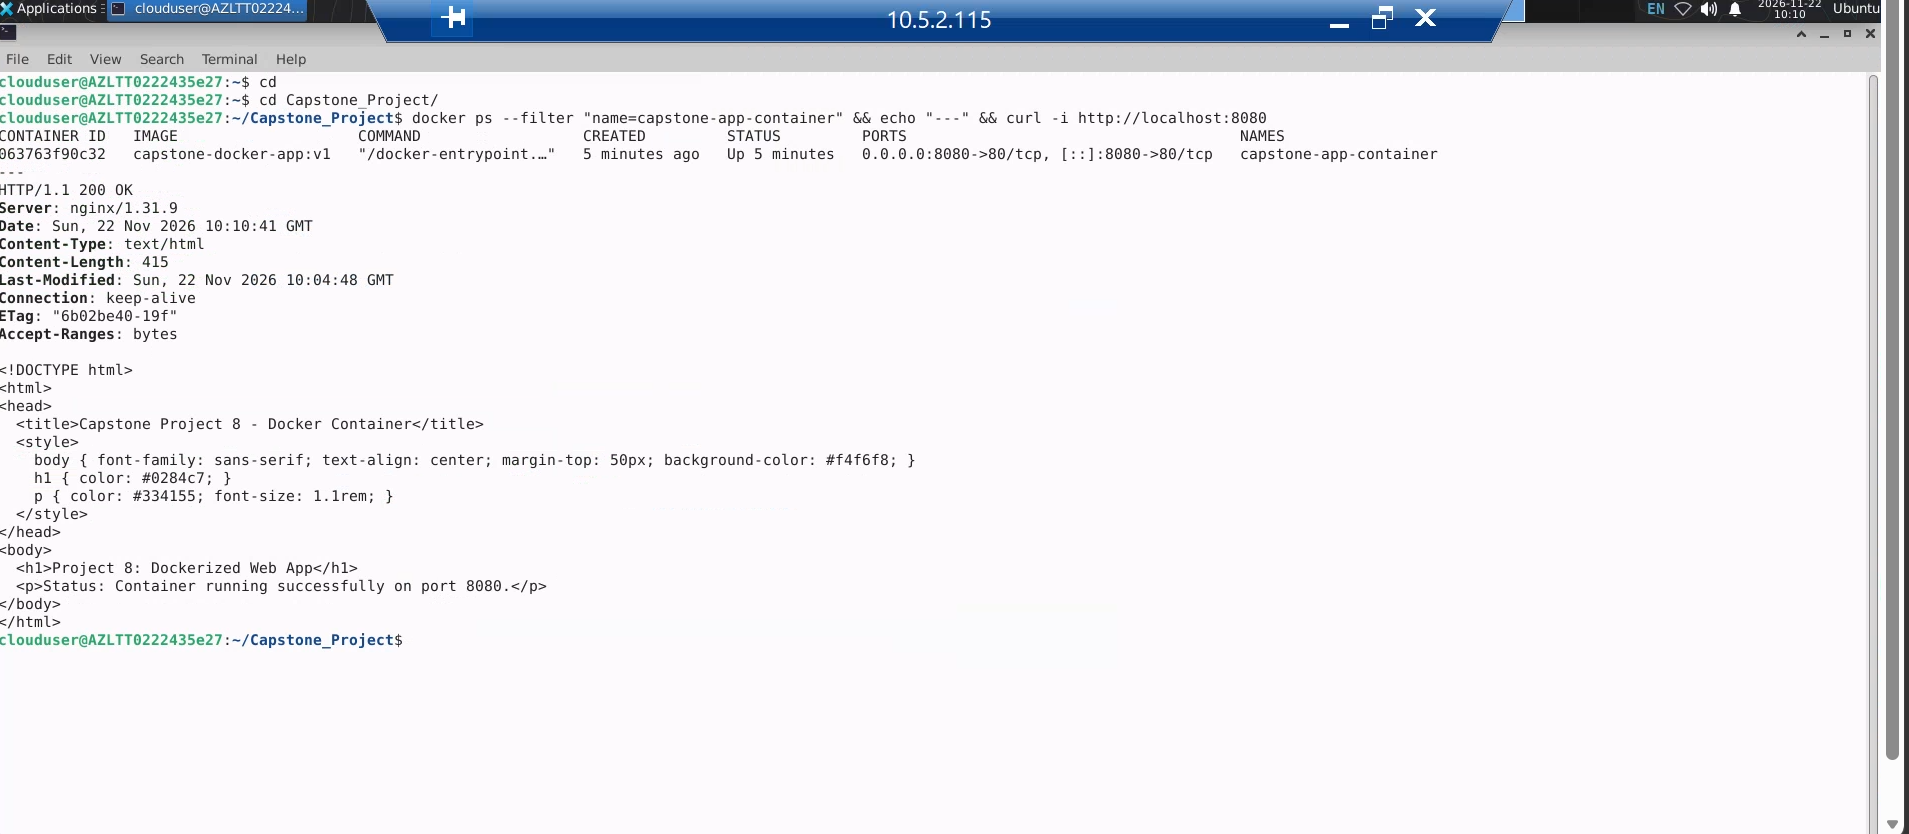 Applications
clouduser@AZLTT02224...
10.5.2.115
EN
2026-11-22
10:10
Ubuntu
File Edit View Search Terminal Help
clouduser@AZLTT0222435e27:~$ cd
clouduser@AZLTT0222435e27:~$ cd Capstone_Project/
clouduser@AZLTT0222435e27:~/Capstone_Project$ docker ps --filter "name=capstone-app-container" && echo "---" && curl -i http://localhost:8080
CONTAINER ID   IMAGE                    COMMAND                  CREATED         STATUS         PORTS                                     NAMES
063763f90c32   capstone-docker-app:v1   "/docker-entrypoint.…"   5 minutes ago   Up 5 minutes   0.0.0.0:8080->80/tcp, [::]:8080->80/tcp   capstone-app-container
---
HTTP/1.1 200 OK
Server: nginx/1.31.9
Date: Sun, 22 Nov 2026 10:10:41 GMT
Content-Type: text/html
Content-Length: 415
Last-Modified: Sun, 22 Nov 2026 10:04:48 GMT
Connection: keep-alive
ETag: "6b02be40-19f"
Accept-Ranges: bytes

<!DOCTYPE html>
<html>
<head>
  <title>Capstone Project 8 - Docker Container</title>
  <style>
    body { font-family: sans-serif; text-align: center; margin-top: 50px; background-color: #f4f6f8; }
    h1 { color: #0284c7; }
    p { color: #334155; font-size: 1.1rem; }
  </style>
</head>
<body>
  <h1>Project 8: Dockerized Web App</h1>
  <p>Status: Container running successfully on port 8080.</p>
</body>
</html>
clouduser@AZLTT0222435e27:~/Capstone_Project$